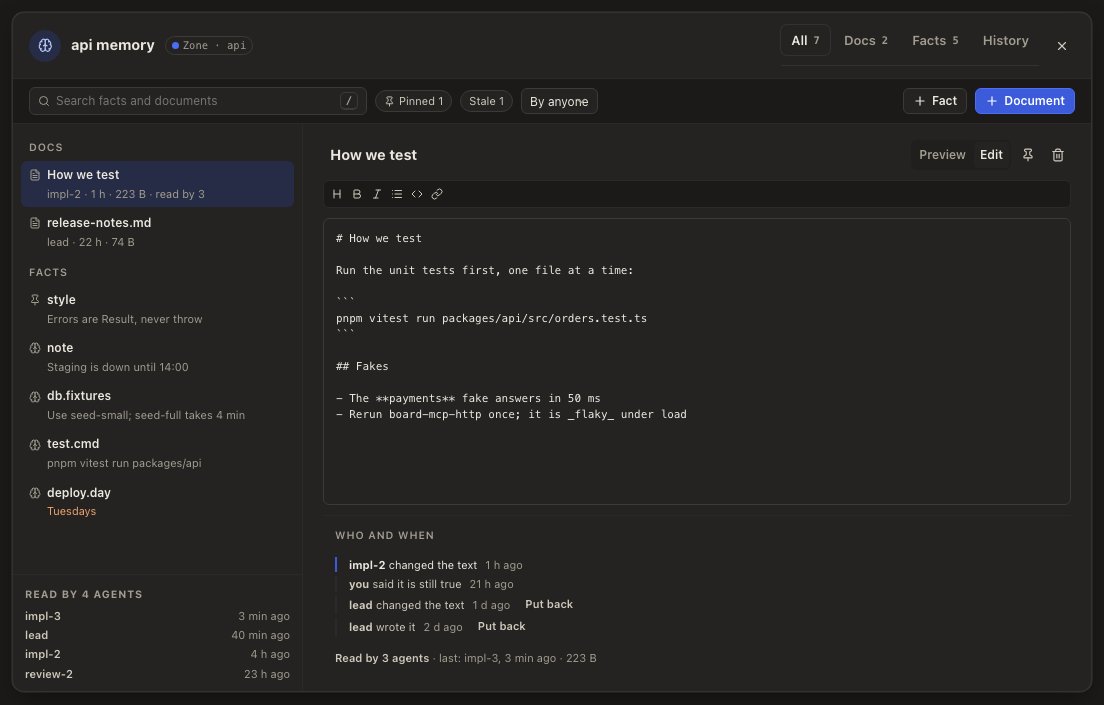 api memory
Zone · api
All 7
Docs 2
Facts 5
History
Search facts and documents
/
Pinned 1
Stale 1
By anyone
+ Fact
+ Document
DOCS
How we test
impl-2 · 1 h · 223 B · read by 3
release-notes.md
lead · 22 h · 74 B
FACTS
style
Errors are Result, never throw
note
Staging is down until 14:00
db.fixtures
Use seed-small; seed-full takes 4 min
test.cmd
pnpm vitest run packages/api
deploy.day
Tuesdays
READ BY 4 AGENTS
impl-3 3 min ago
lead 40 min ago
impl-2 4 h ago
review-2 23 h ago
How we test
Preview
Edit
H B I
# How we test
Run the unit tests first, one file at a time:
```
pnpm vitest run packages/api/src/orders.test.ts
```
## Fakes
- The **payments** fake answers in 50 ms
- Rerun board-mcp-http once; it is _flaky_ under load
WHO AND WHEN
impl-2 changed the text 1 h ago
you said it is still true 21 h ago
lead changed the text 1 d ago Put back
lead wrote it 2 d ago Put back
Read by 3 agents · last: impl-3, 3 min ago · 223 B